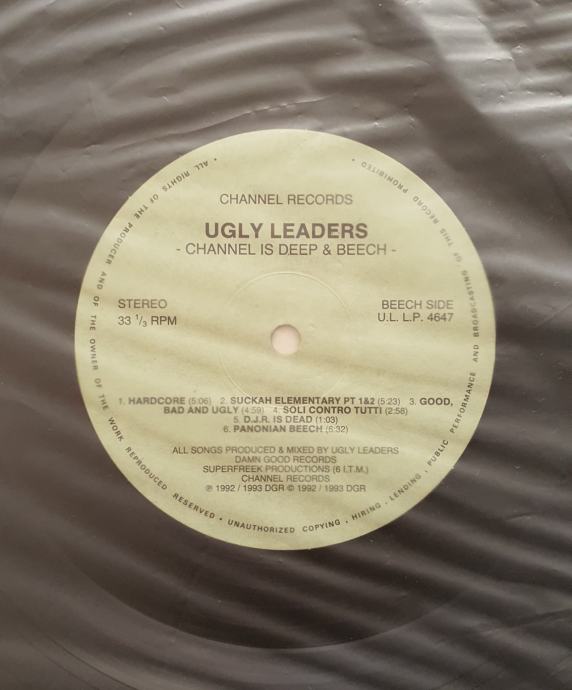 CHANNEL RECORDS
UGLY LEADERS
- CHANNEL IS DEEP & BEECH -
STEREO
33 1/3 RPM
BEECH SIDE
U.L. L.P. 4647
1. HARDCORE (5:06) 2. SUCKAH ELEMENTARY PT 1&2 (5:23) 3. GOOD,
BAD AND UGLY (4:59) 4. SOLI CONTRO TUTTI (2:58)
5. D.J.R. IS DEAD (1:03)
6. PANONIAN BEECH (6:32)
ALL SONGS PRODUCED & MIXED BY UGLY LEADERS
DAMN GOOD RECORDS
SUPERFREEK PRODUCTIONS (6 I.T.M.)
CHANNEL RECORDS
℗ 1992 / 1993 DGR © 1992 / 1993 DGR
• ALL RIGHTS OF THE PRODUCER AND OF THE OWNER OF THE WORK REPRODUCED RESERVED • UNAUTHORIZED COPYING • HIRING • LENDING • PUBLIC PERFORMANCE AND BROADCASTING OF THIS RECORD PROHIBITED •